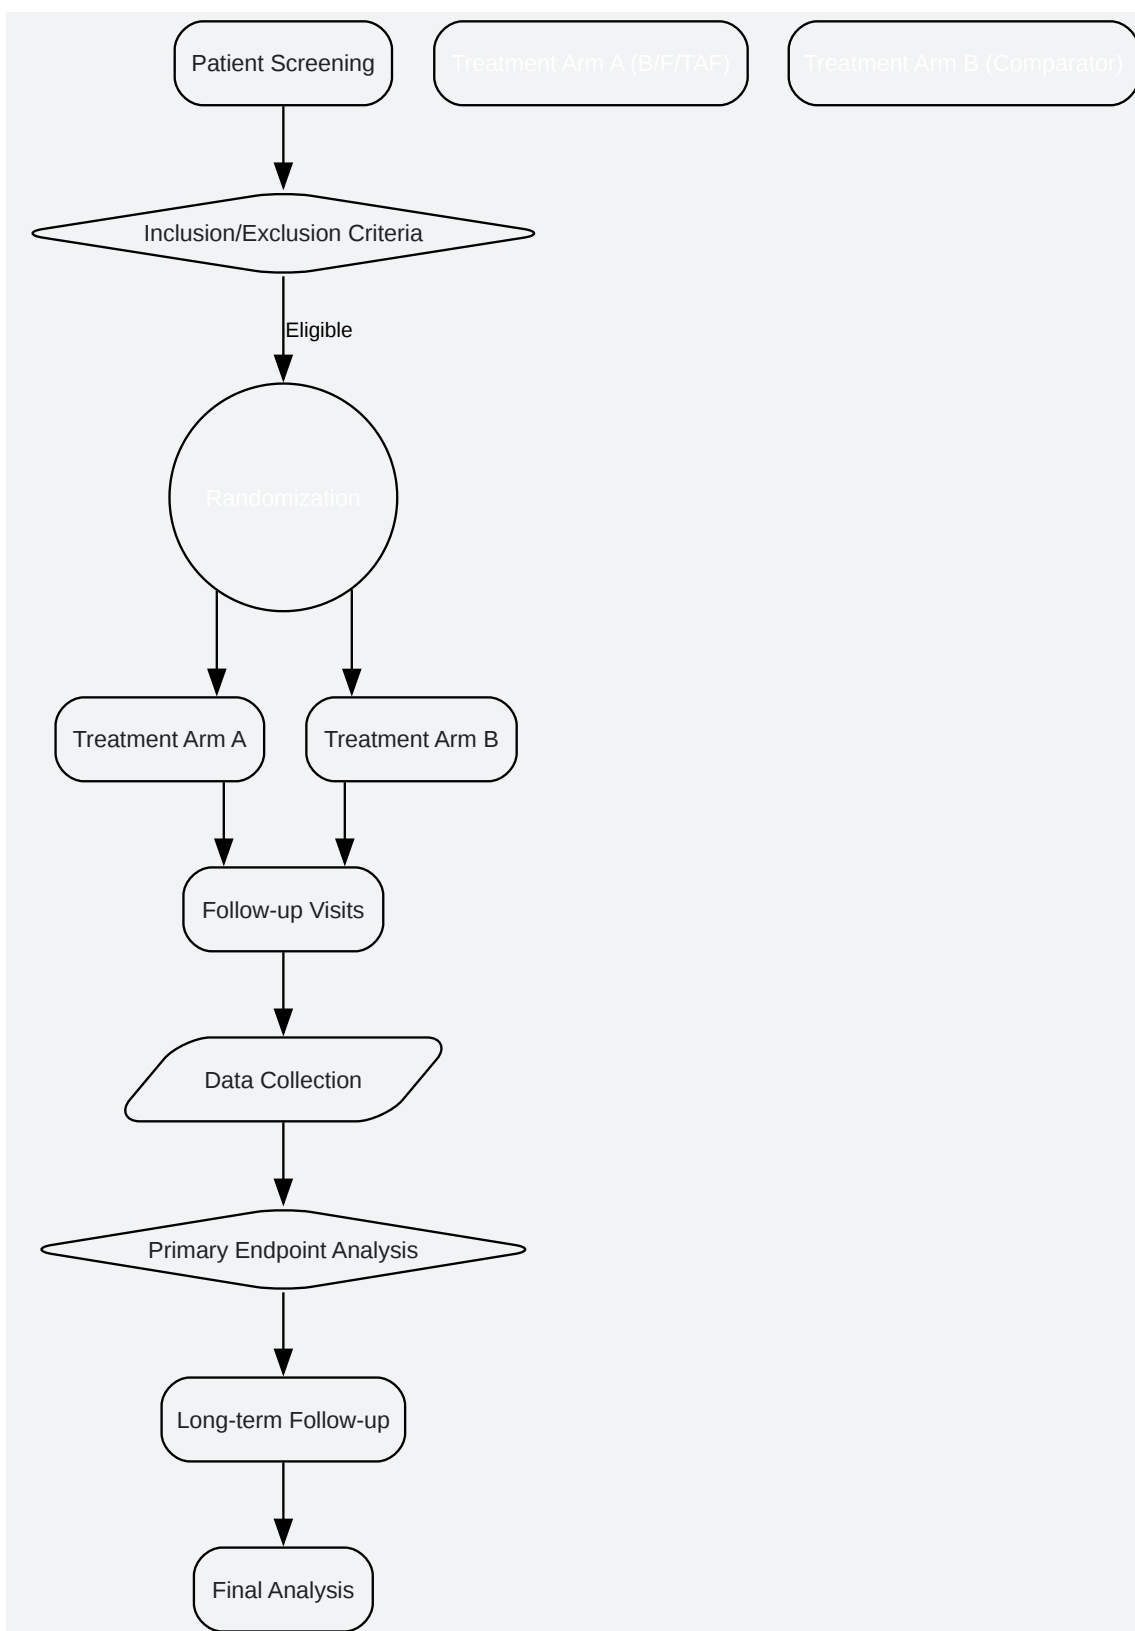 Patient Screening
Treatment Arm A (B/F/TAF)
Treatment Arm B (Comparator)
Inclusion/Exclusion Criteria
Eligible
Randomization
Treatment Arm A
Treatment Arm B
Follow-up Visits
Data Collection
Primary Endpoint Analysis
Long-term Follow-up
Final Analysis